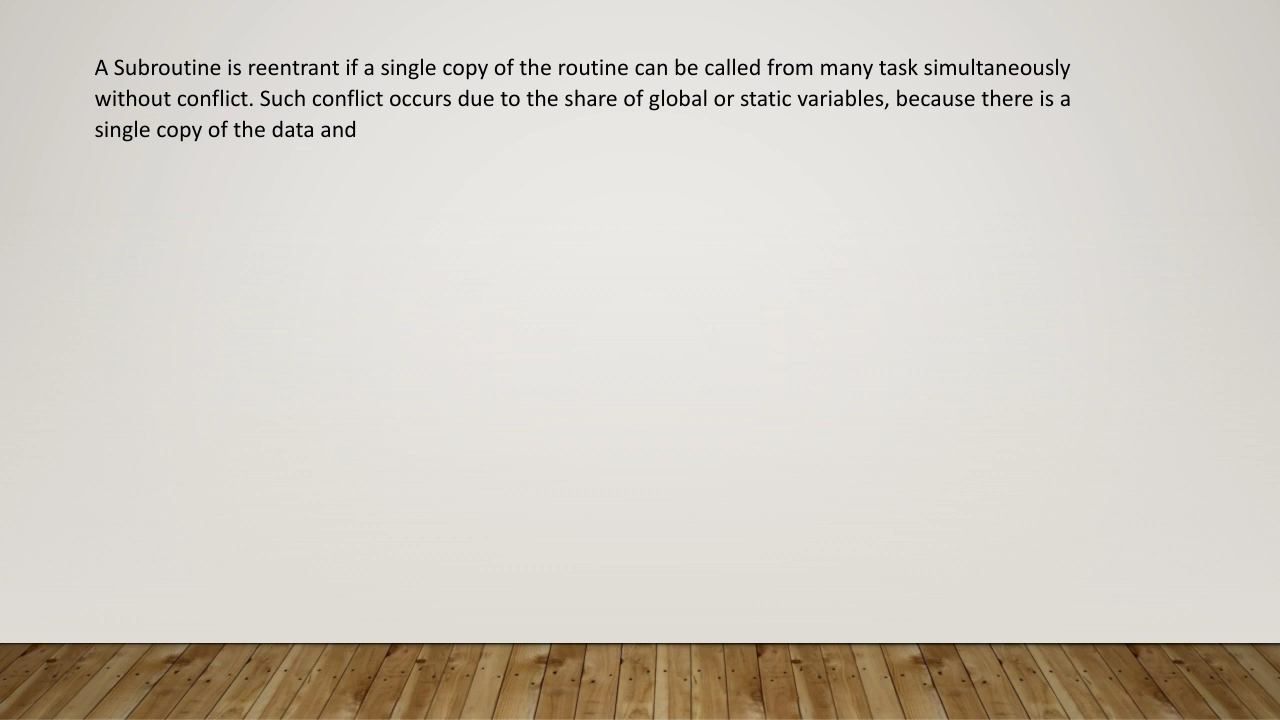 A Subroutine is reentrant if a single copy of the routine can be called from many task simultaneously
without conflict. Such conflict occurs due to the share of global or static variables, because there is a
single copy of the data and